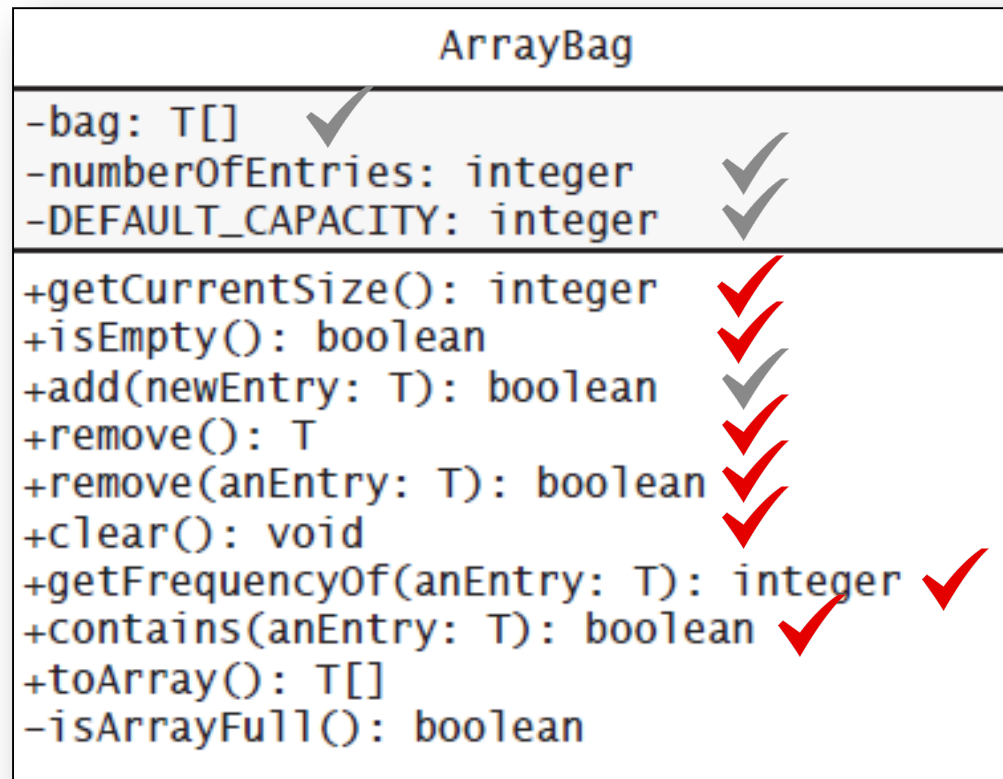 ArrayBag
-bag: T[]
-numberOfEntries: integer
-DEFAULT_CAPACITY: integer
+getCurrentSize(): integer
+isEmpty(): boolean
+add(newEntry: T): boolean
+remove(): T
+remove(anEntry: T): boolean
+clear(): void
+getFrequencyOf(anEntry: T): integer
+contains(anEntry: T): boolean
+toArray(): T[]
-isArrayFull(): boolean